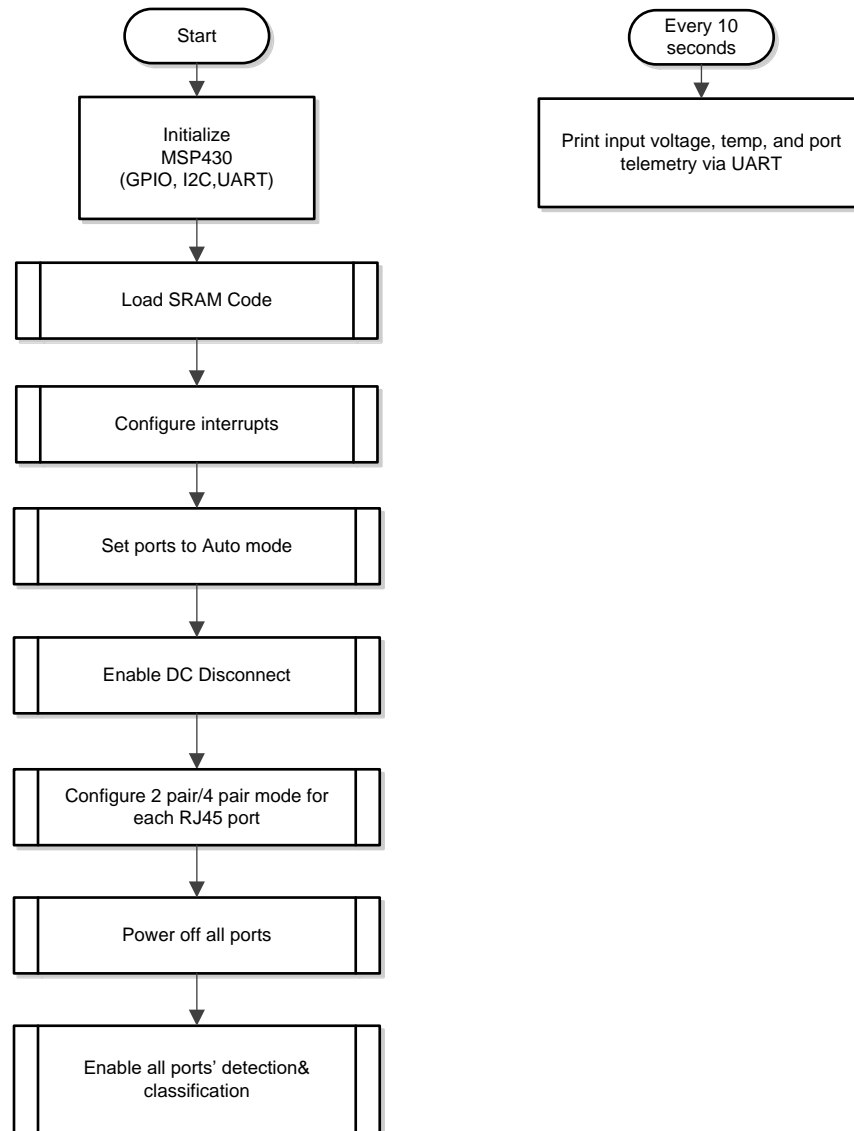 Start
Initialize
MSP430
(GPIO, I2C,UART)
Load SRAM Code
Configure interrupts
Set ports to Auto mode
Enable DC Disconnect
Configure 2 pair/4 pair mode for
each RJ45 port
Power off all ports
Enable all ports’ detection&
classification
Every 10
seconds
Print input voltage, temp, and port
telemetry via UART